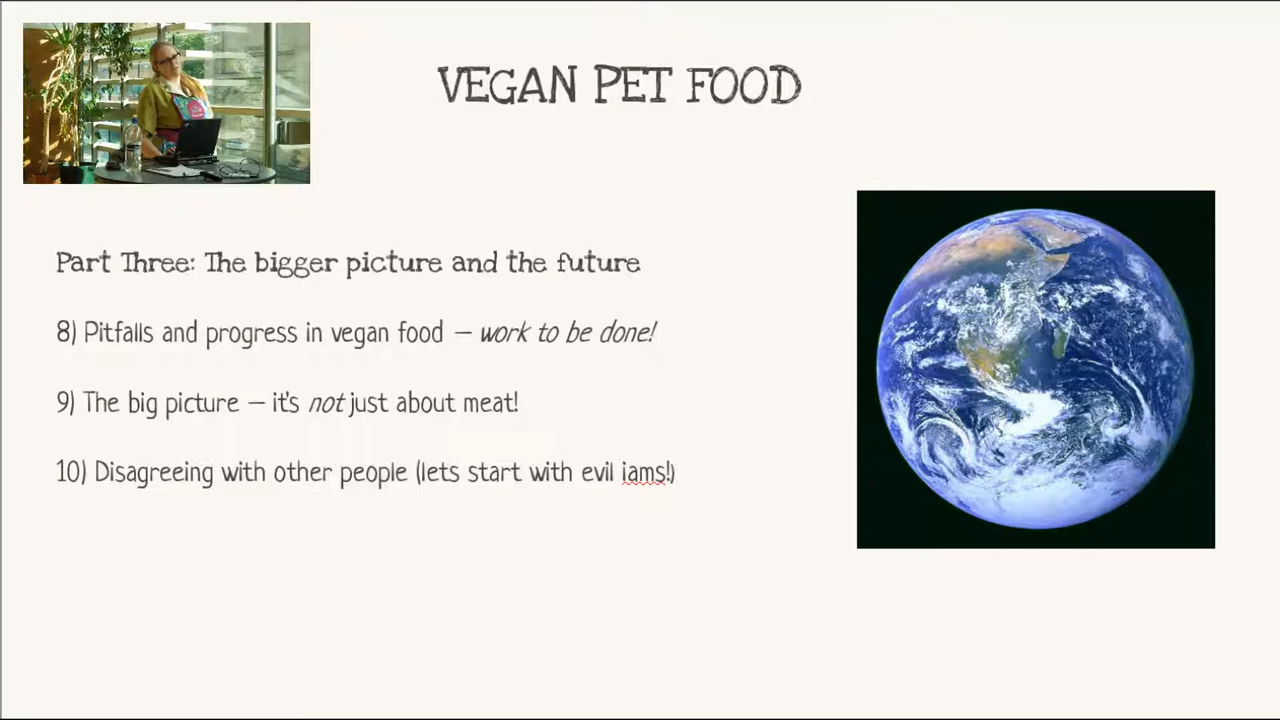 VEGAN PET FOOD
Part Three: The bigger picture and the future
8) Pitfalls and progress in vegan food – work to be done!
9) The big picture – it's not just about meat!
10) Disagreeing with other people (lets start with evil iams!)